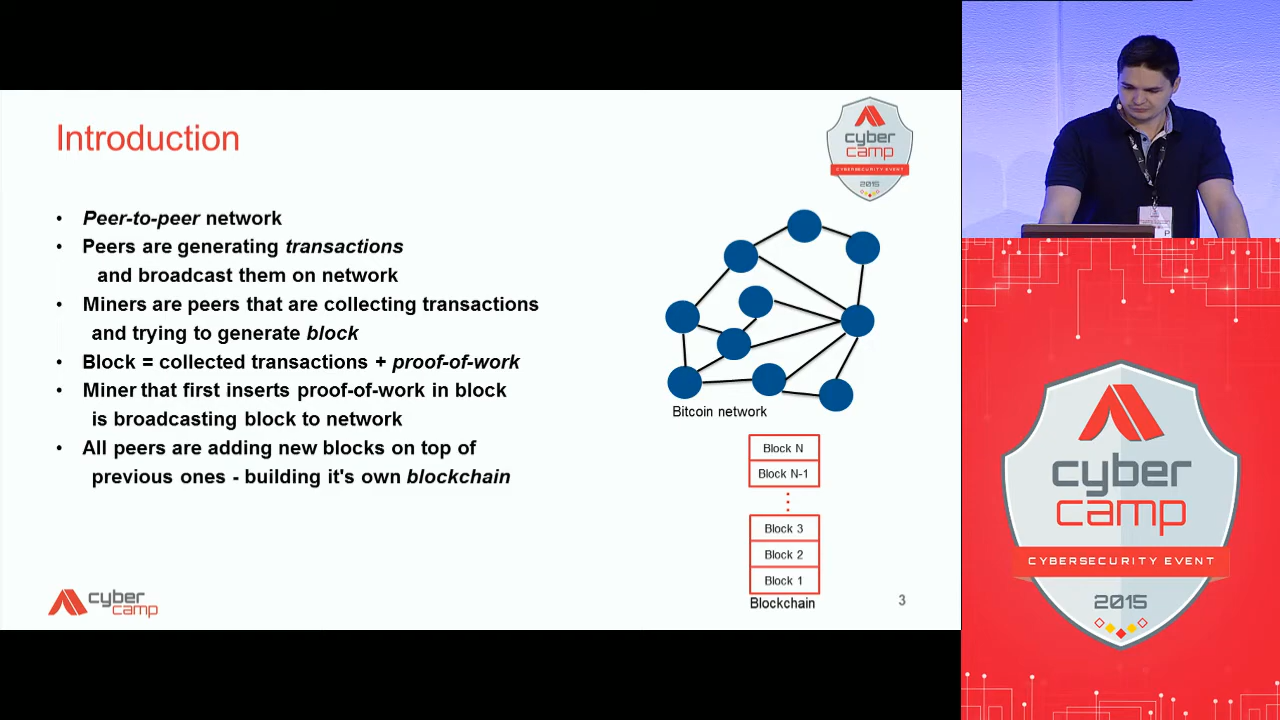 Introduction
cyber
camp
CYBERSECURITY EVENT
2015
• Peer-to-peer network
• Peers are generating transactions
and broadcast them on network
• Miners are peers that are collecting transactions
and trying to generate block
• Block = collected transactions + proof-of-work
• Miner that first inserts proof-of-work in block
is broadcasting block to network
• All peers are adding new blocks on top of
previous ones - building it's own blockchain
Bitcoin network
Block N
Block N-1
Block 3
Block 2
Block 1
Blockchain
cyber
camp
3
P
cyber
camp
CYBERSECURITY EVENT
2015